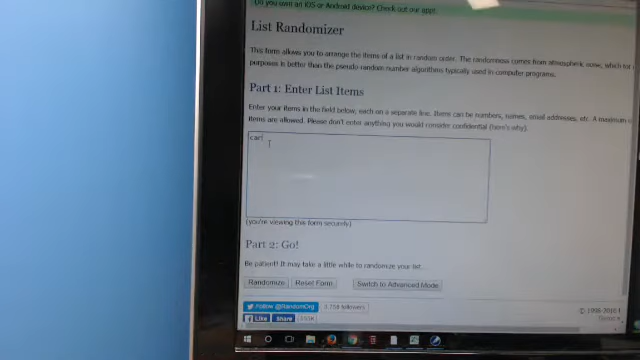 Do you own an iOS or Android device? Check out our app!
List Randomizer
This form allows you to arrange the items of a list in random order. The randomness comes from atmospheric noise, which for
purposes is better than the pseudo-random number algorithms typically used in computer programs.
Part 1: Enter List Items
Enter your items in the field below, each on a separate line. Items can be numbers, names, email addresses, etc. A maximum
items are allowed. Please don't enter anything you would consider confidential (here's why).
(you're viewing this form securely)
Part 2: Go!
Be patient! It may take a little while to randomize your list...
Randomize Reset Form Switch to Advanced Mode
Follow @RandomOrg followers
Like Share
© 1998-2016